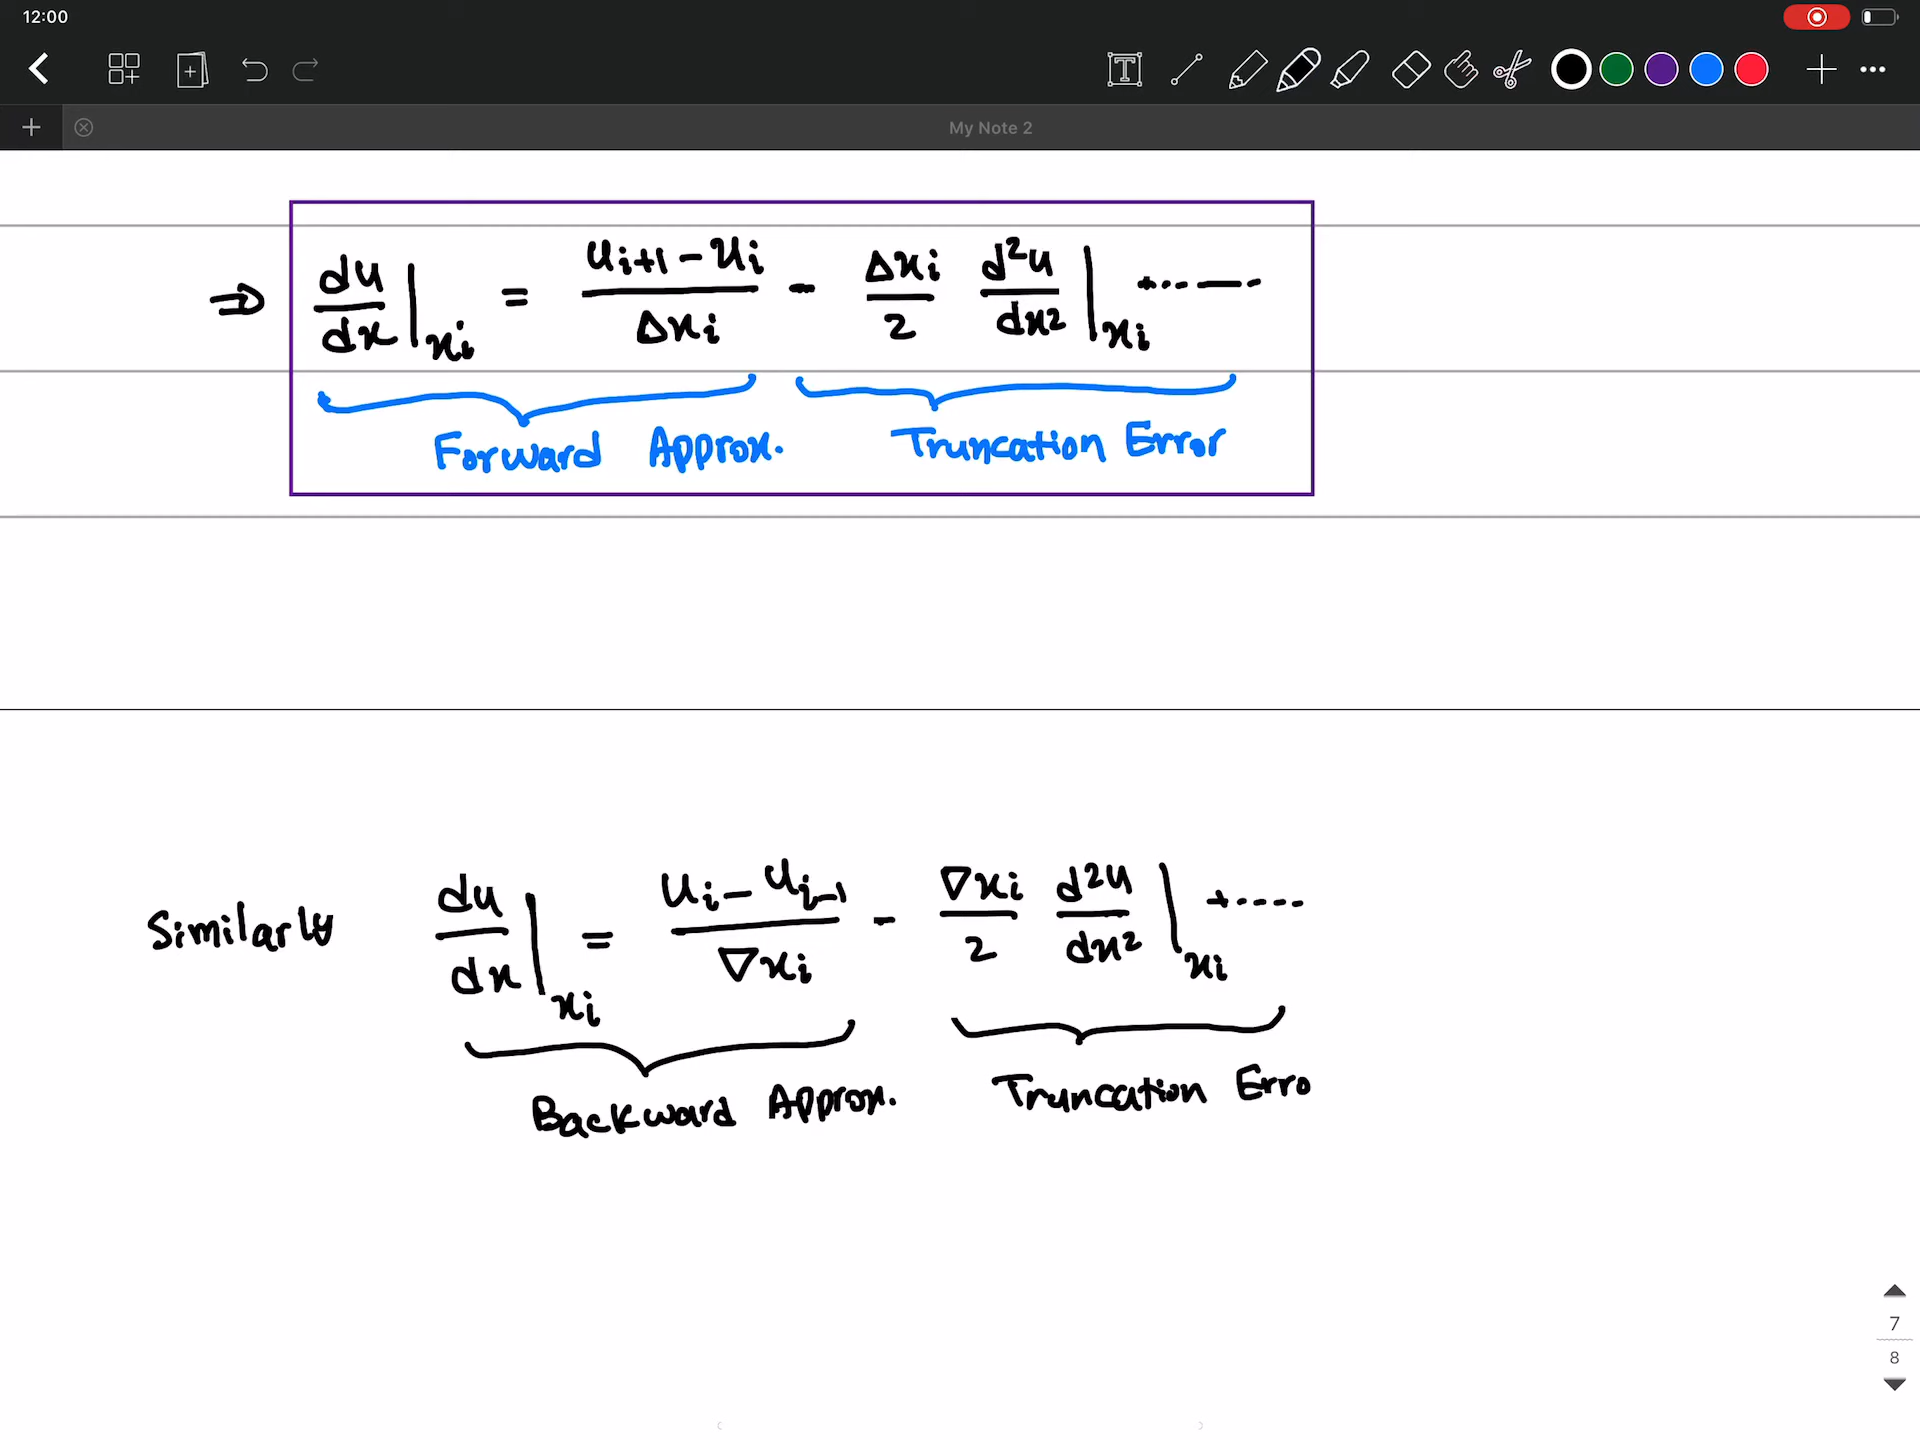 12:00
My Note 2
⇒ du/dx|xi = (ui+1 − ui)/Δxi − Δxi/2 d²u/dx²|xi +.......
Forward Approx. Truncation Error
Similarly du/dx|xi = (ui − ui−1)/∇xi − ∇xi/2 d²u/dx²|xi +.....
Backward Approx. Truncation Erro
7
8